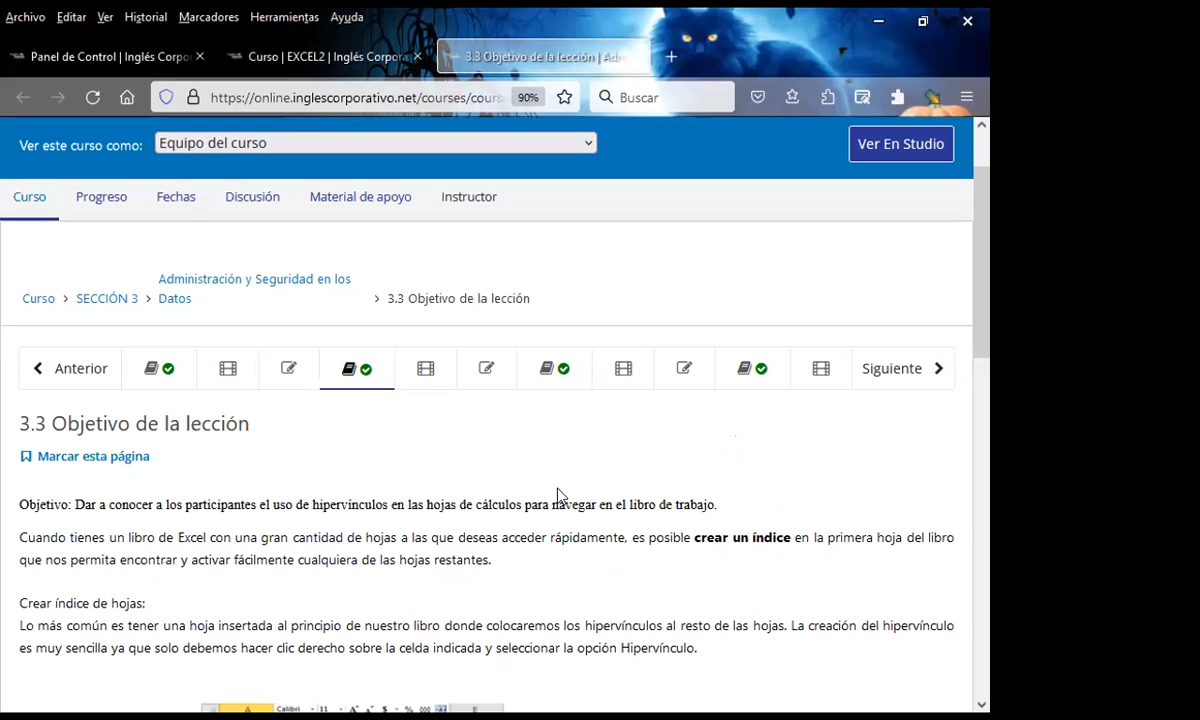 Archivo Editar Ver Historial Marcadores Herramientas Ayuda
Panel de Control | Inglés Corpor Curso | EXCEL2 | Inglés Corpora 3.3 Objetivo de la lección | Adm
https://online.inglescorporativo.net/courses/cours 90% Buscar
Ver este curso como: Equipo del curso Ver En Studio
Curso Progreso Fechas Discusión Material de apoyo Instructor
Administración y Seguridad en los
Curso > SECCIÓN 3 > Datos > 3.3 Objetivo de la lección
Anterior Siguiente
3.3 Objetivo de la lección
Marcar esta página
Objetivo: Dar a conocer a los participantes el uso de hipervínculos en las hojas de cálculos para navegar en el libro de trabajo.
Cuando tienes un libro de Excel con una gran cantidad de hojas a las que deseas acceder rápidamente, es posible crear un índice en la primera hoja del libro
que nos permita encontrar y activar fácilmente cualquiera de las hojas restantes.
Crear índice de hojas:
Lo más común es tener una hoja insertada al principio de nuestro libro donde colocaremos los hipervínculos al resto de las hojas. La creación del hipervínculo
es muy sencilla ya que solo debemos hacer clic derecho sobre la celda indicada y seleccionar la opción Hipervínculo.
Calibri 11 A A $ % 000